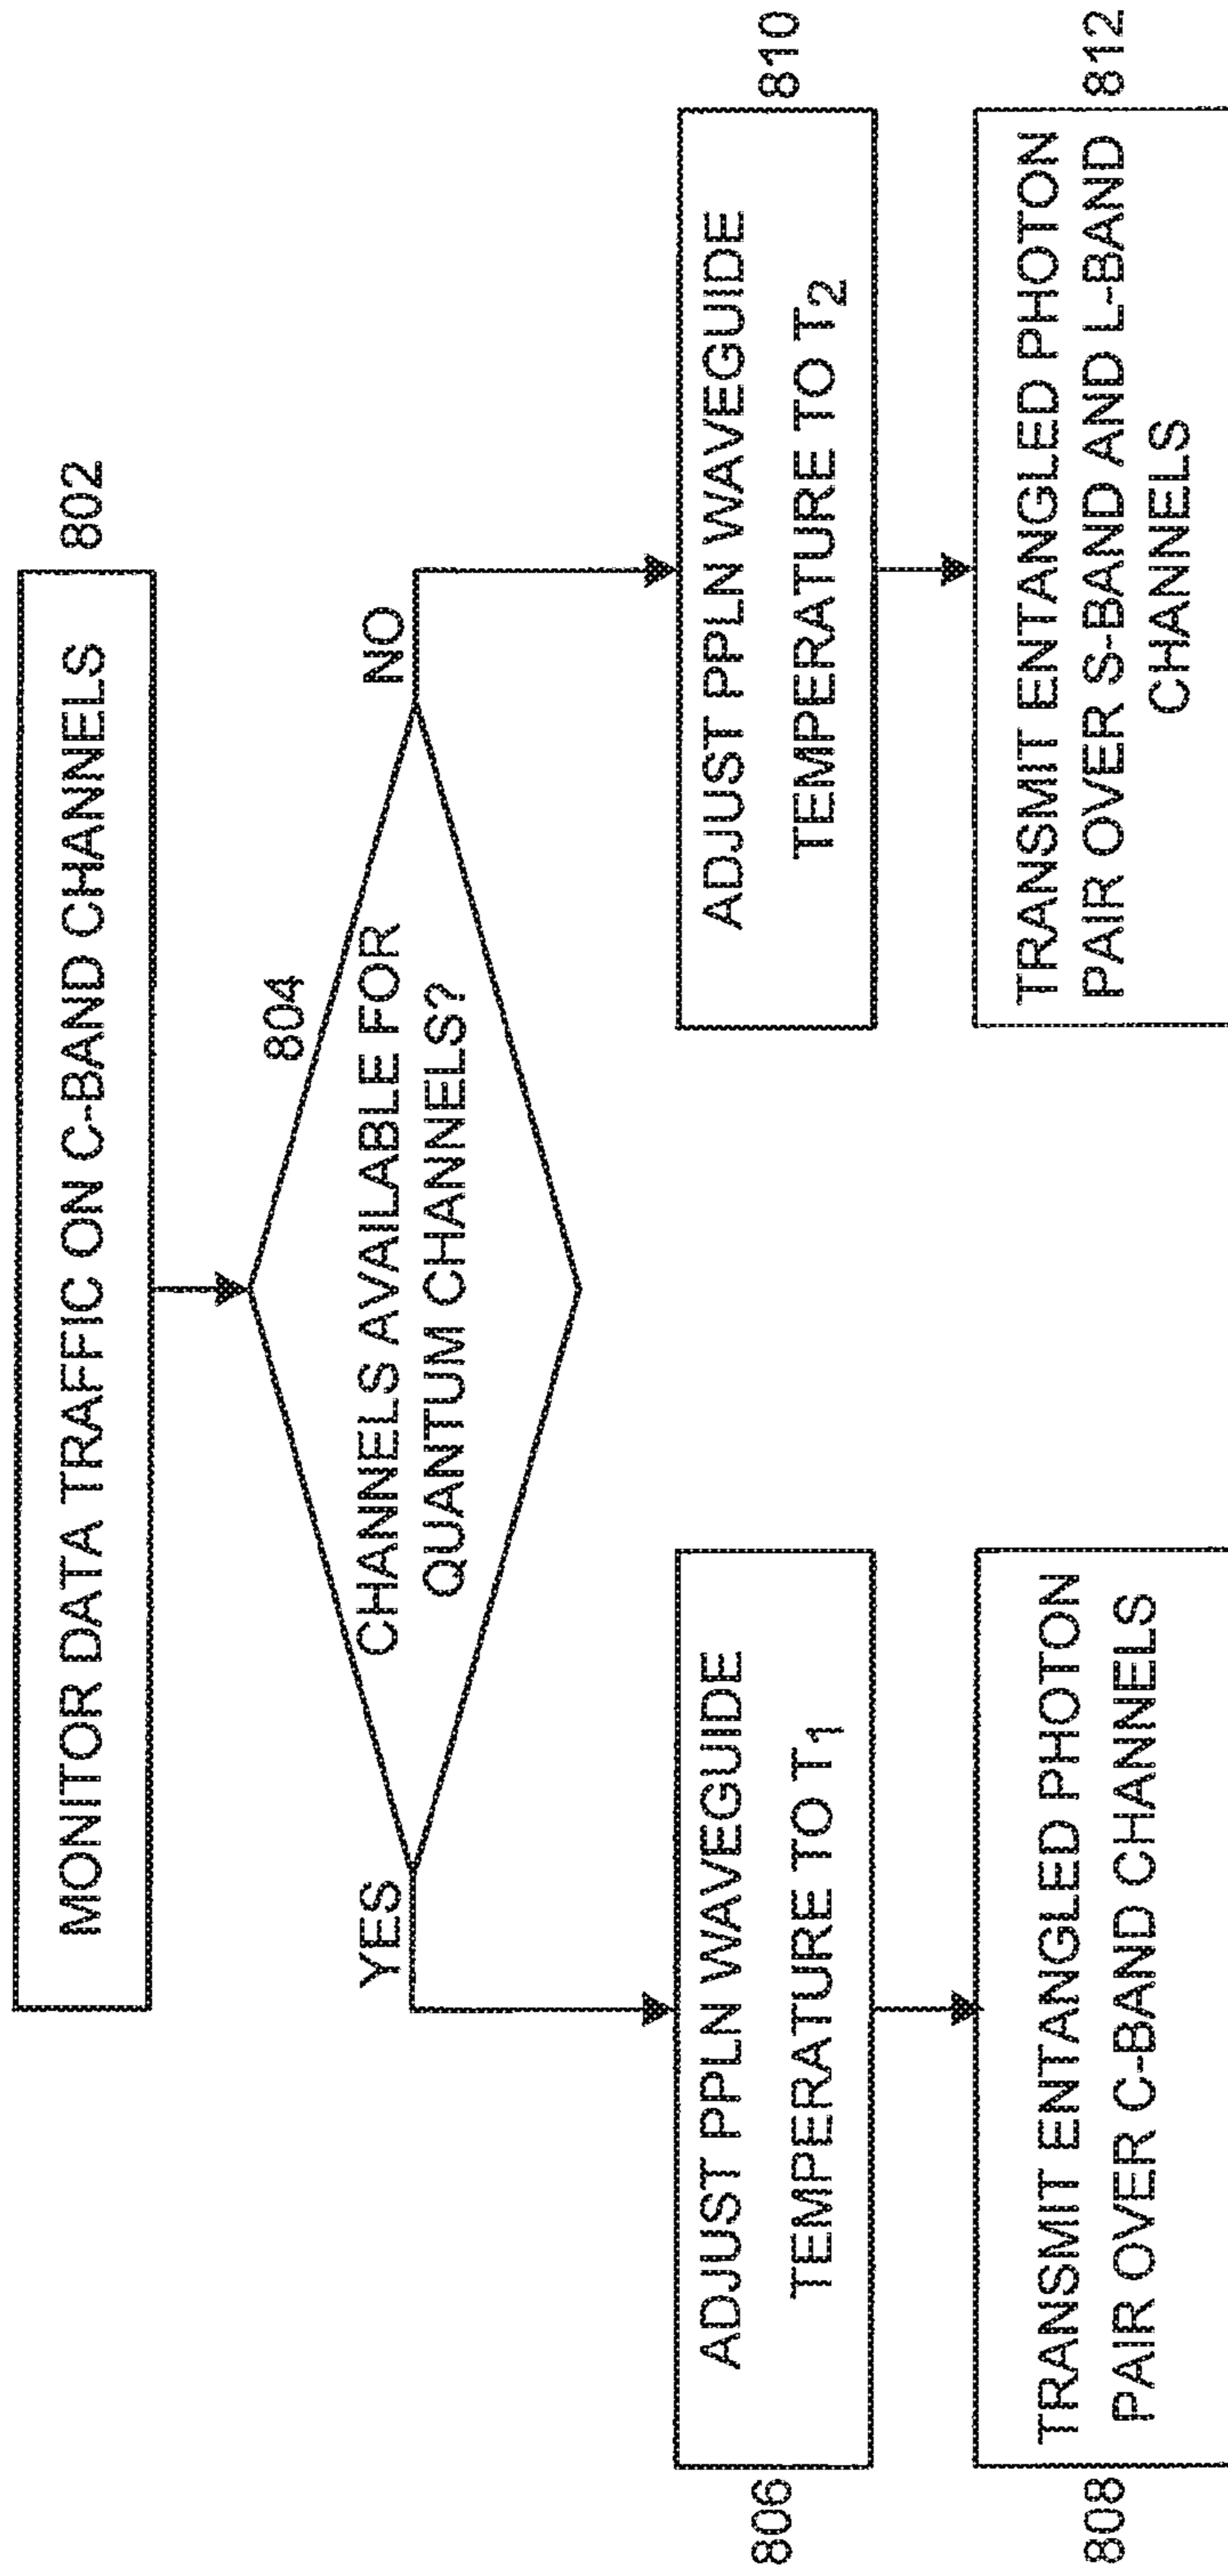 MONITOR DATA TRAFFIC ON C-BAND CHANNELS
802
804
CHANNELS AVAILABLE FOR
QUANTUM CHANNELS?
YES
NO
806
ADJUST PPLN WAVEGUIDE
TEMPERATURE TO T₁
ADJUST PPLN WAVEGUIDE
TEMPERATURE TO T₂
810
808
TRANSMIT ENTANGLED PHOTON
PAIR OVER C-BAND CHANNELS
TRANSMIT ENTANGLED PHOTON
PAIR OVER S-BAND AND L-BAND
CHANNELS
812